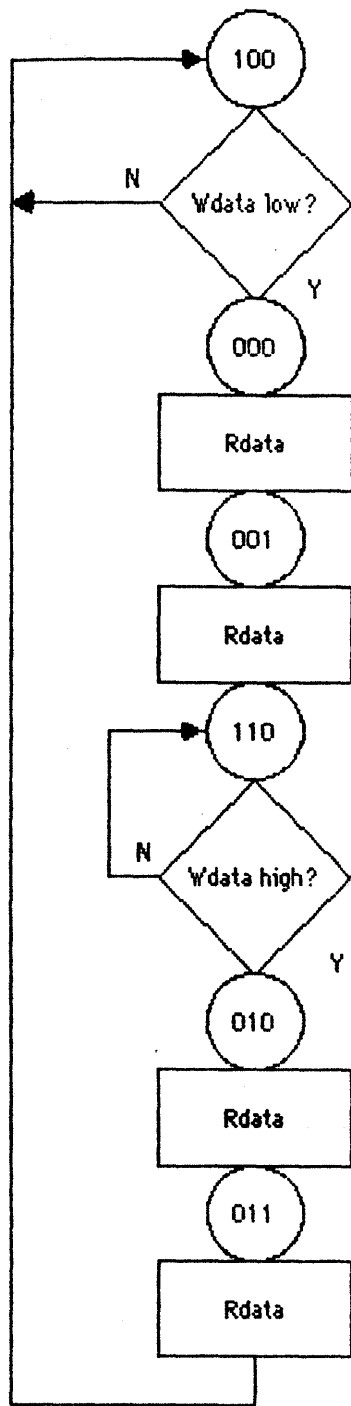 100
N
Wdata low?
Y
000
Rdata
001
Rdata
110
N
Wdata high?
Y
010
Rdata
011
Rdata